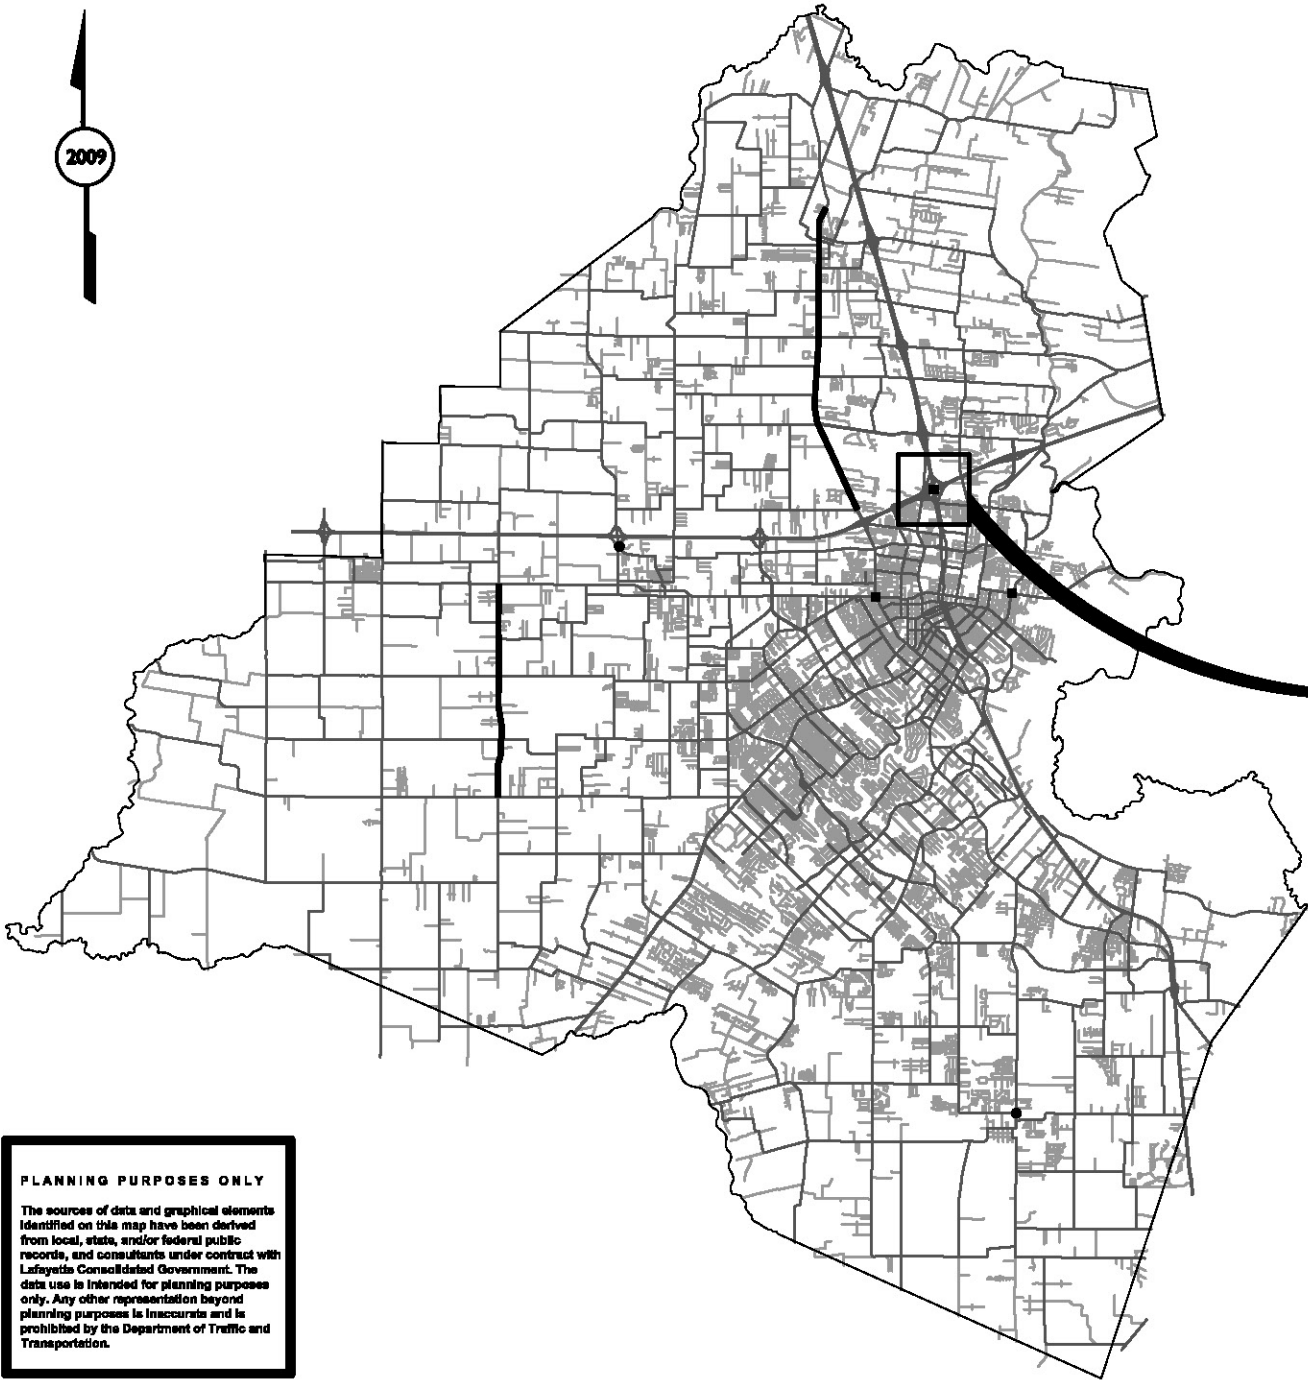 2009
PLANNING PURPOSES ONLY
The sources of data and graphical elements
identified on this map have been derived
from local, state, and/or federal public
records, and consultants under contract with
Lafayette Consolidated Government. The
data use is intended for planning purposes
only. Any other representation beyond
planning purposes is inaccurate and is
prohibited by the Department of Traffic and
Transportation.